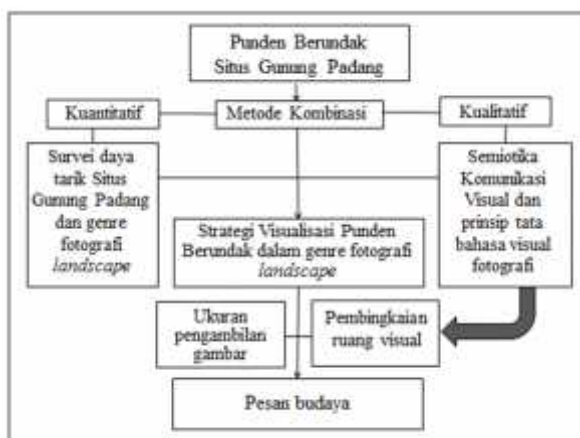 Punden Berundak
Situs Gunung Padang
Kuantitatif
Metode Kombinasi
Kualitatif
Survei daya
tarik Situs
Gunung Padang
dan genre
fotografi
landscape
Semiotika
Komunikasi
Visual dan
prinsip tata
bahasa visual
fotografi
Strategi Visualisasi Punden
Berundak dalam genre fotografi
landscape
Ukuran
pengambilan
gambar
Pembingkaian
ruang visual
Pesan budaya